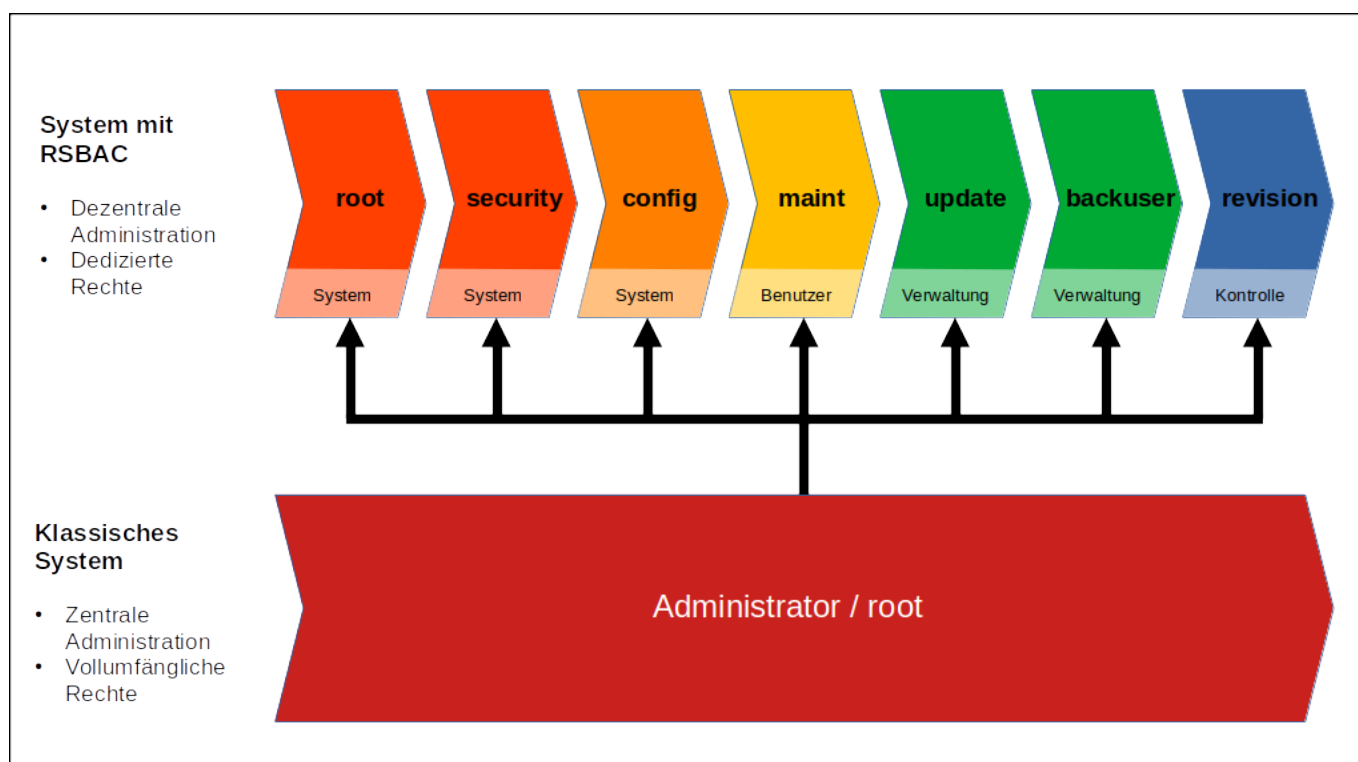 System mit
RSBAC
• Dezentrale
Administration
• Dedizierte
Rechte
root
security
config
maint
update
backuser
revision
System
System
System
Benutzer
Verwaltung
Verwaltung
Kontrolle
Klassisches
System
• Zentrale
Administration
• Vollumfängliche
Rechte
Administrator / root